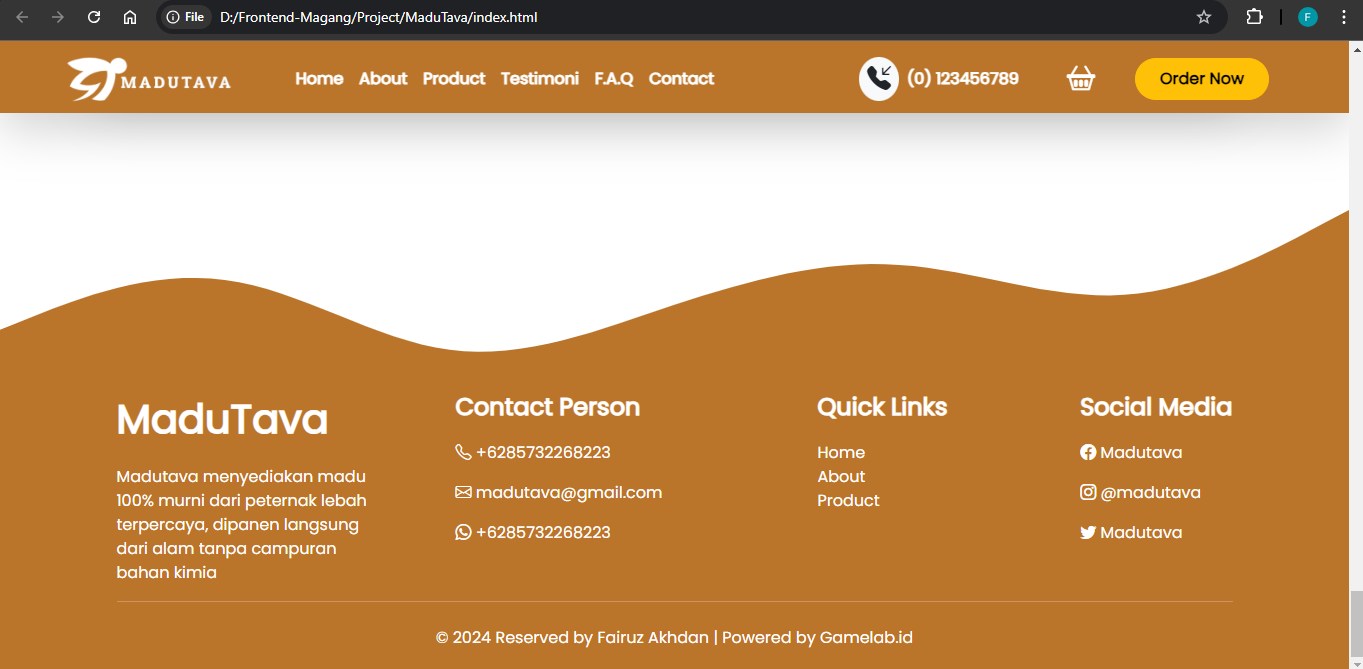 File D:/Frontend-Magang/Project/MaduTava/index.html
F
MADUTAVA Home About Product Testimoni F.A.Q Contact (0) 123456789 Order Now
MaduTava
Madutava menyediakan madu
100% murni dari peternak lebah
terpercaya, dipanen langsung
dari alam tanpa campuran
bahan kimia
Contact Person
+6285732268223
madutava@gmail.com
+6285732268223
Quick Links
Home
About
Product
Social Media
Madutava
@madutava
Madutava
© 2024 Reserved by Fairuz Akhdan | Powered by Gamelab.id